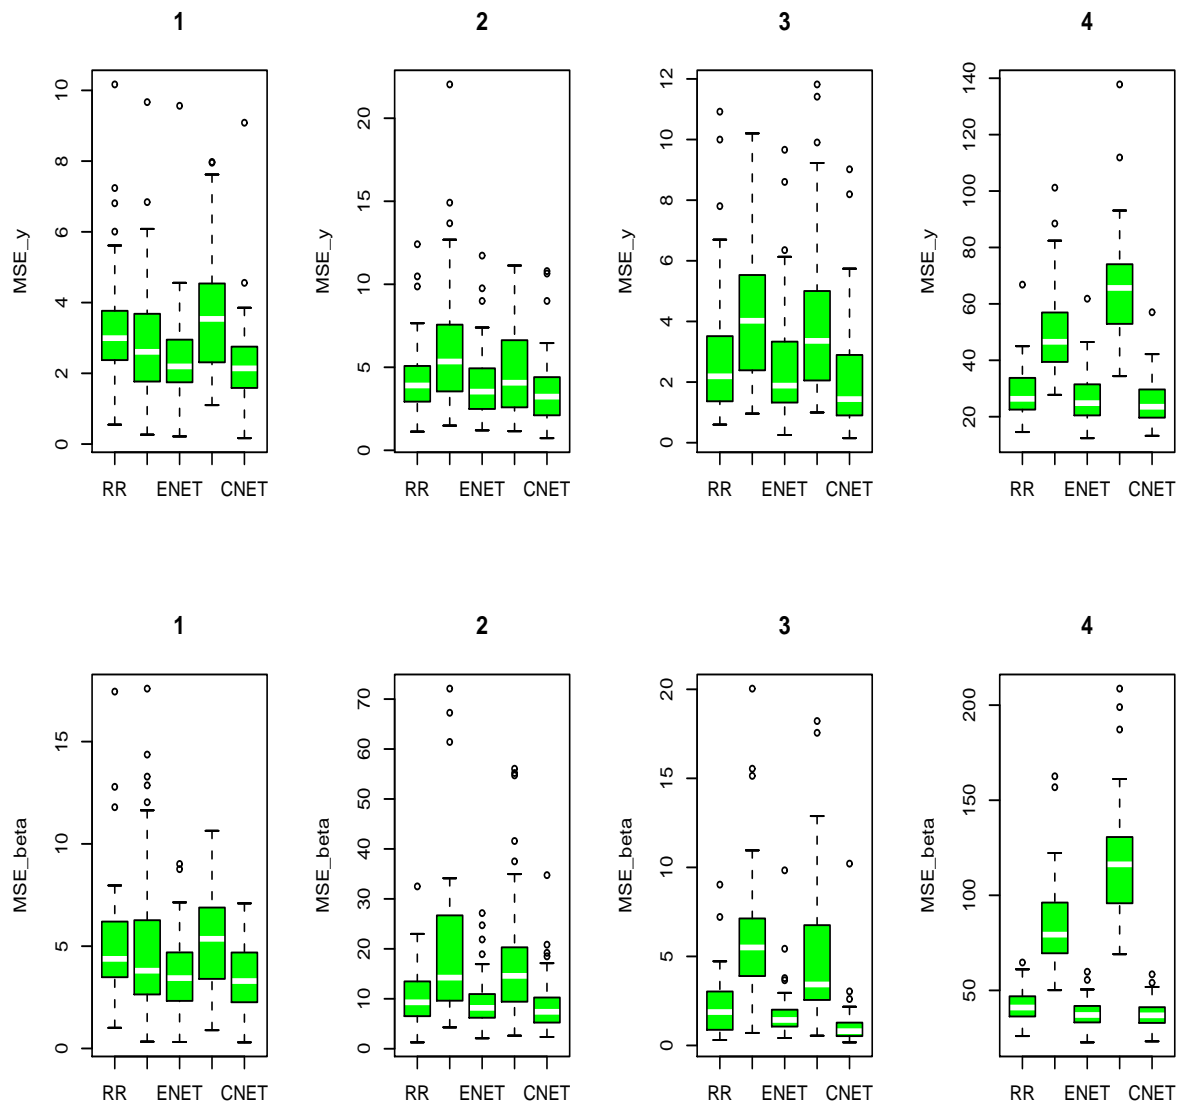 1 2 3 4
MSE_y MSE_y MSE_y MSE_y
10 8 6 4 2 0
20 15 10 5 0
12 10 8 6 4 2 0
140 120 100 80 60 40 20
RR ENET CNET RR ENET CNET RR ENET CNET RR ENET CNET
1 2 3 4
MSE_beta MSE_beta MSE_beta MSE_beta
15 10 5 0
70 60 50 40 30 20 10 0
20 15 10 5 0
200 150 100 50
RR ENET CNET RR ENET CNET RR ENET CNET RR ENET CNET